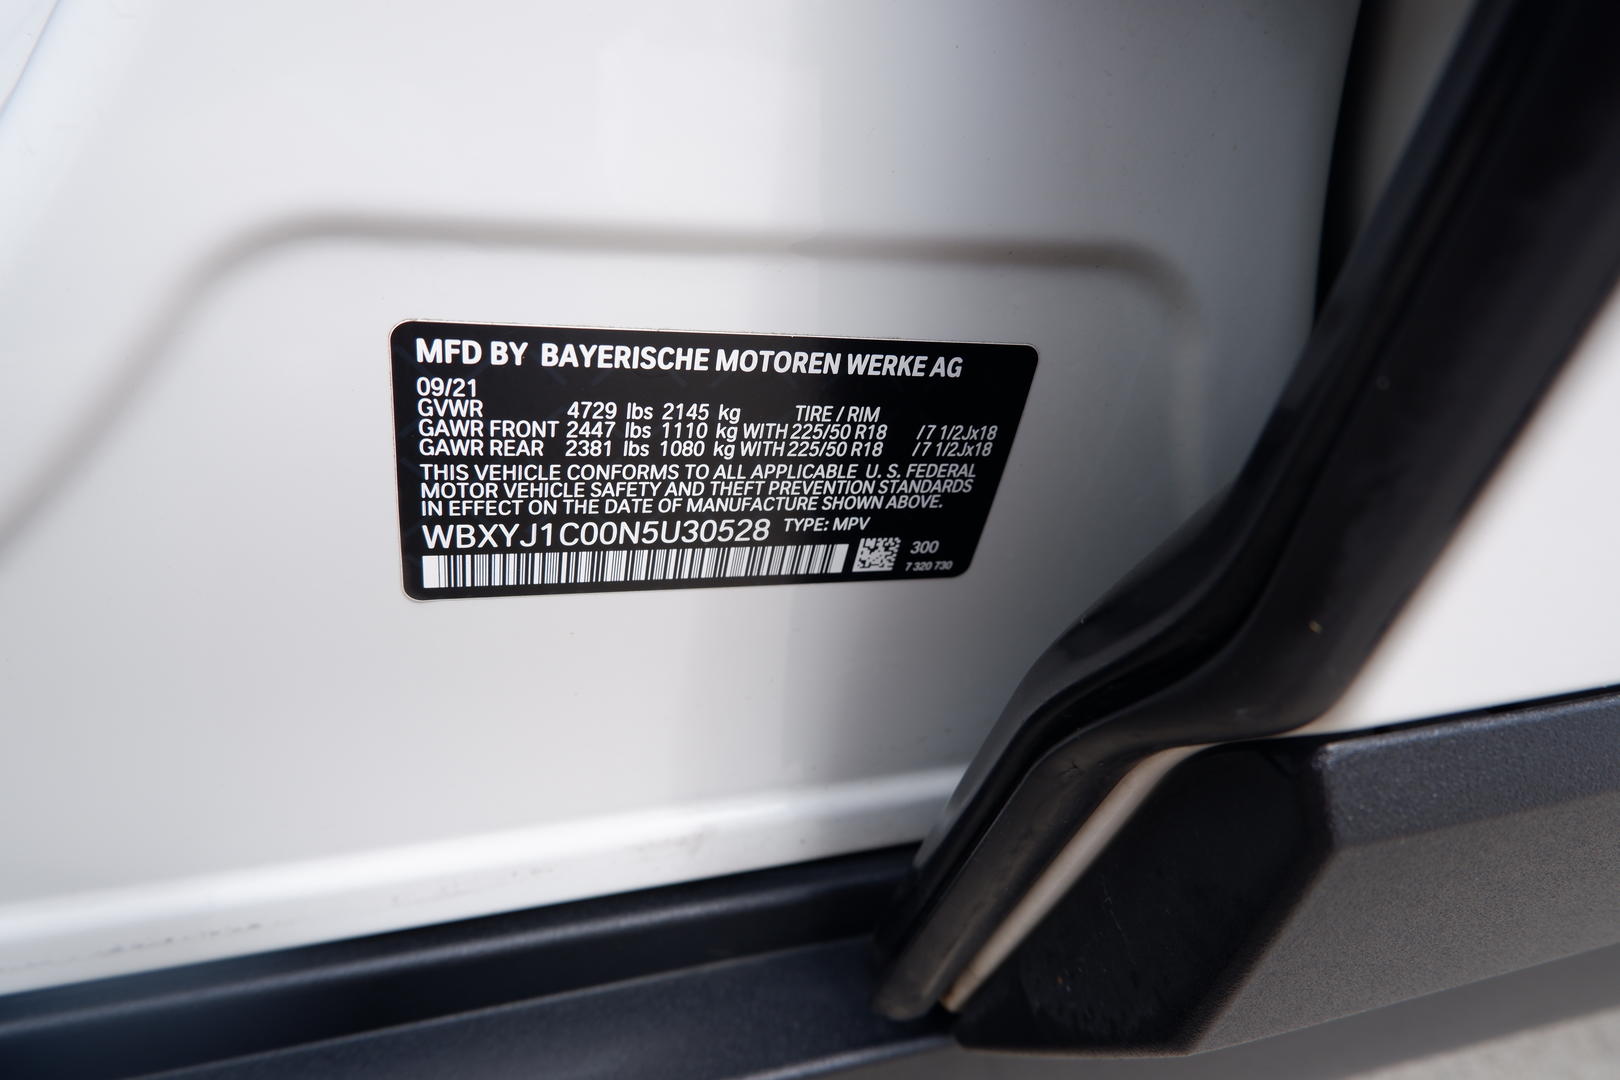 MFD BY BAYERISCHE MOTOREN WERKE AG
09/21
GVWR 4729 lbs 2145 kg TIRE / RIM
GAWR FRONT 2447 lbs 1110 kg WITH 225/50 R18 / 7 1/2Jx18
GAWR REAR 2381 lbs 1080 kg WITH 225/50 R18 / 7 1/2Jx18
THIS VEHICLE CONFORMS TO ALL APPLICABLE U. S. FEDERAL
MOTOR VEHICLE SAFETY AND THEFT PREVENTION STANDARDS
IN EFFECT ON THE DATE OF MANUFACTURE SHOWN ABOVE.
WBXYJ1C00N5U30528 TYPE: MPV
300
7 320 730